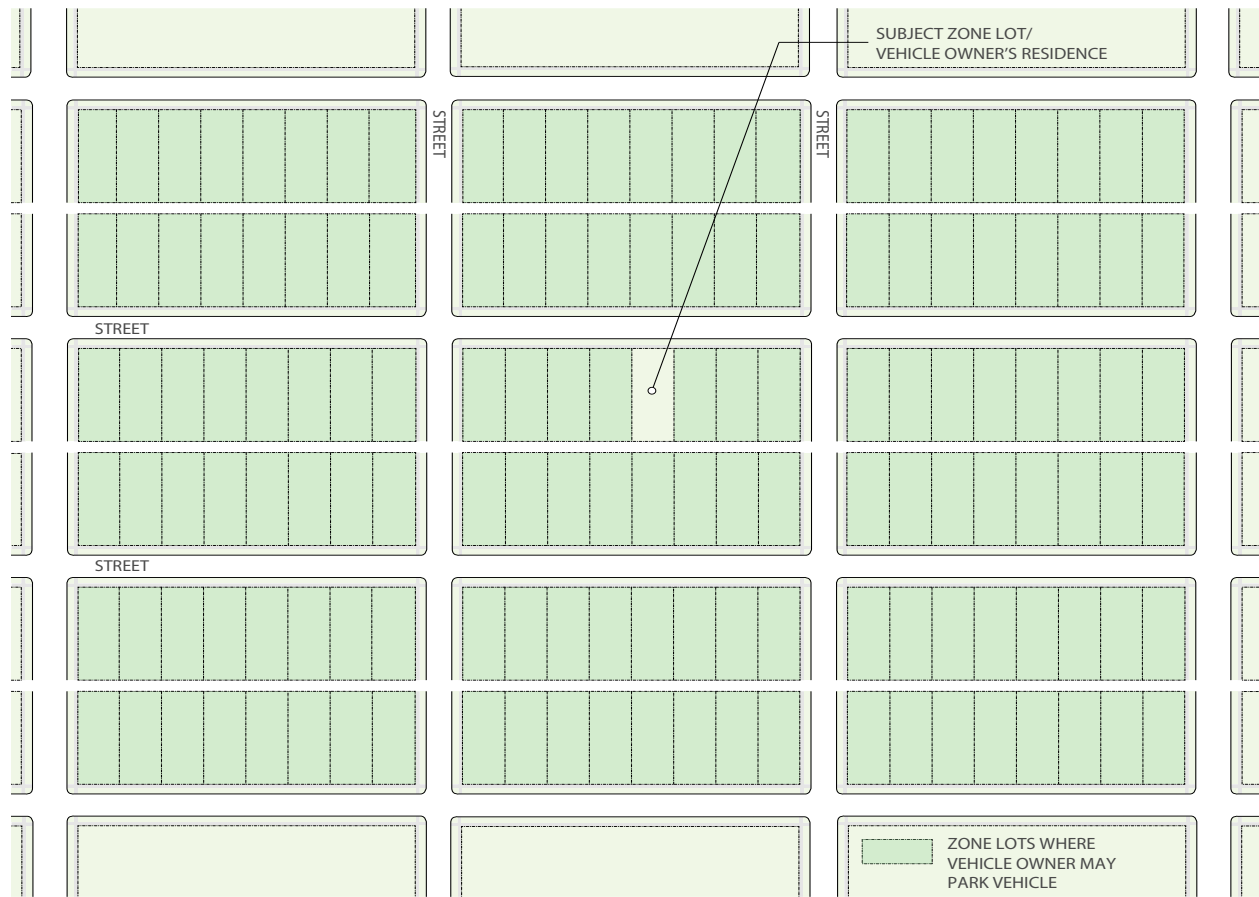 SUBJECT ZONE LOT/
VEHICLE OWNER'S RESIDENCE
STREET
STREET
STREET
STREET
ZONE LOTS WHERE
VEHICLE OWNER MAY
PARK VEHICLE